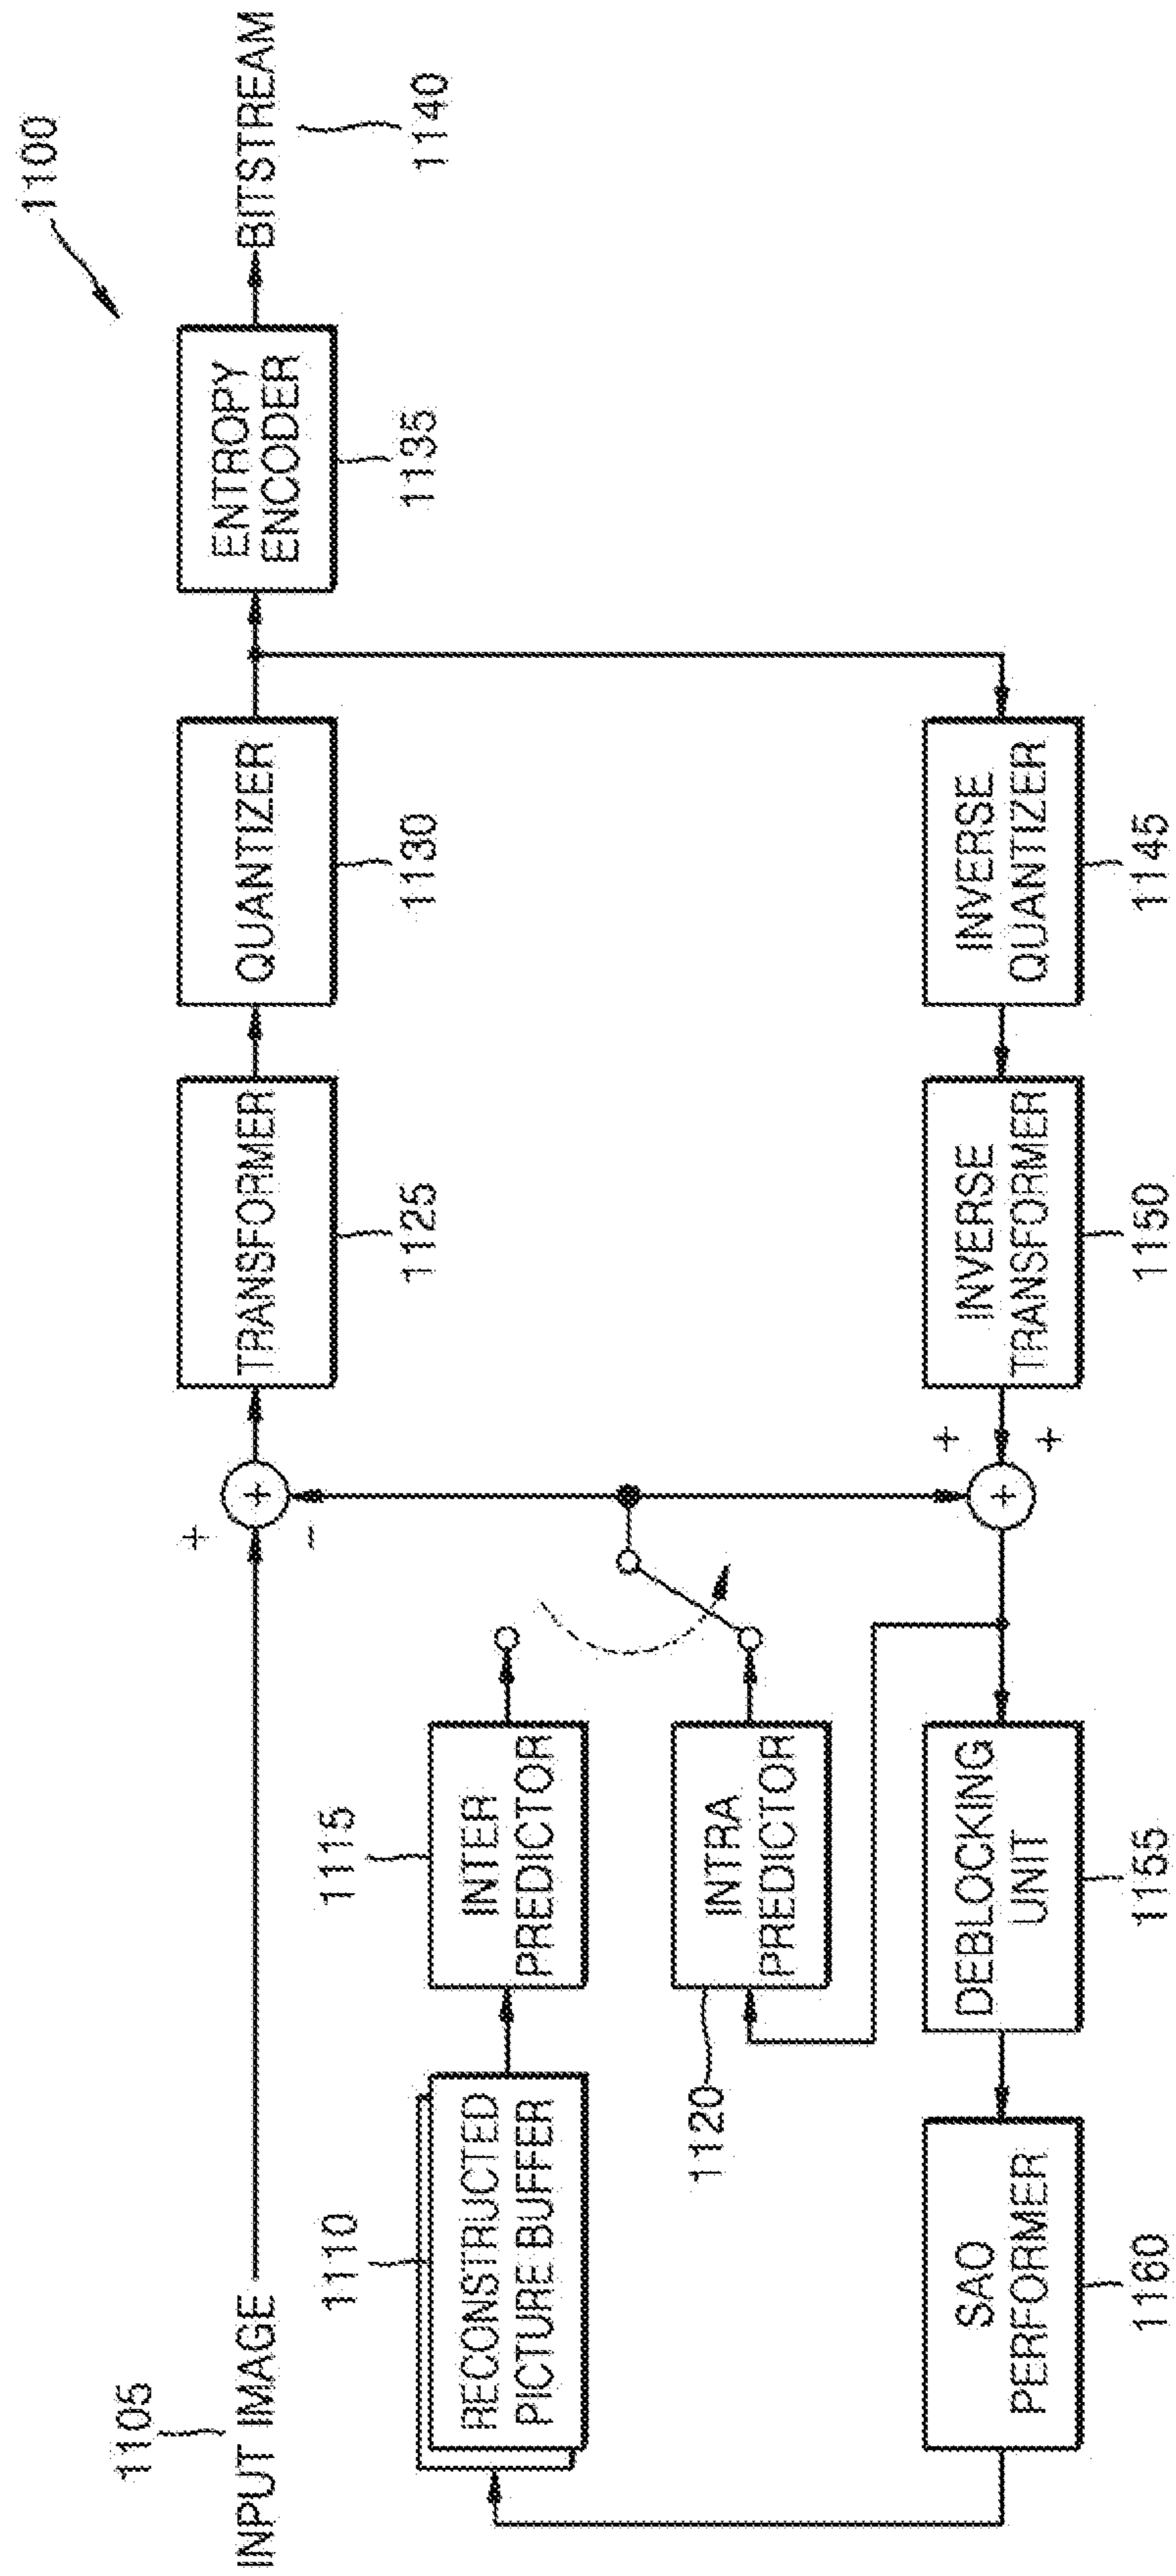 1100
1105
INPUT IMAGE
+
-
+
TRANSFORMER
1125
QUANTIZER
1130
ENTROPY
ENCODER
1135
BITSTREAM
1140
1110
RECONSTRUCTED
PICTURE BUFFER
1115
INTER
PREDICTOR
INTRA
PREDICTOR
1120
SAO
PERFORMER
1160
DEBLOCKING
UNIT
1155
+
+
+
INVERSE
TRANSFORMER
1150
INVERSE
QUANTIZER
1145